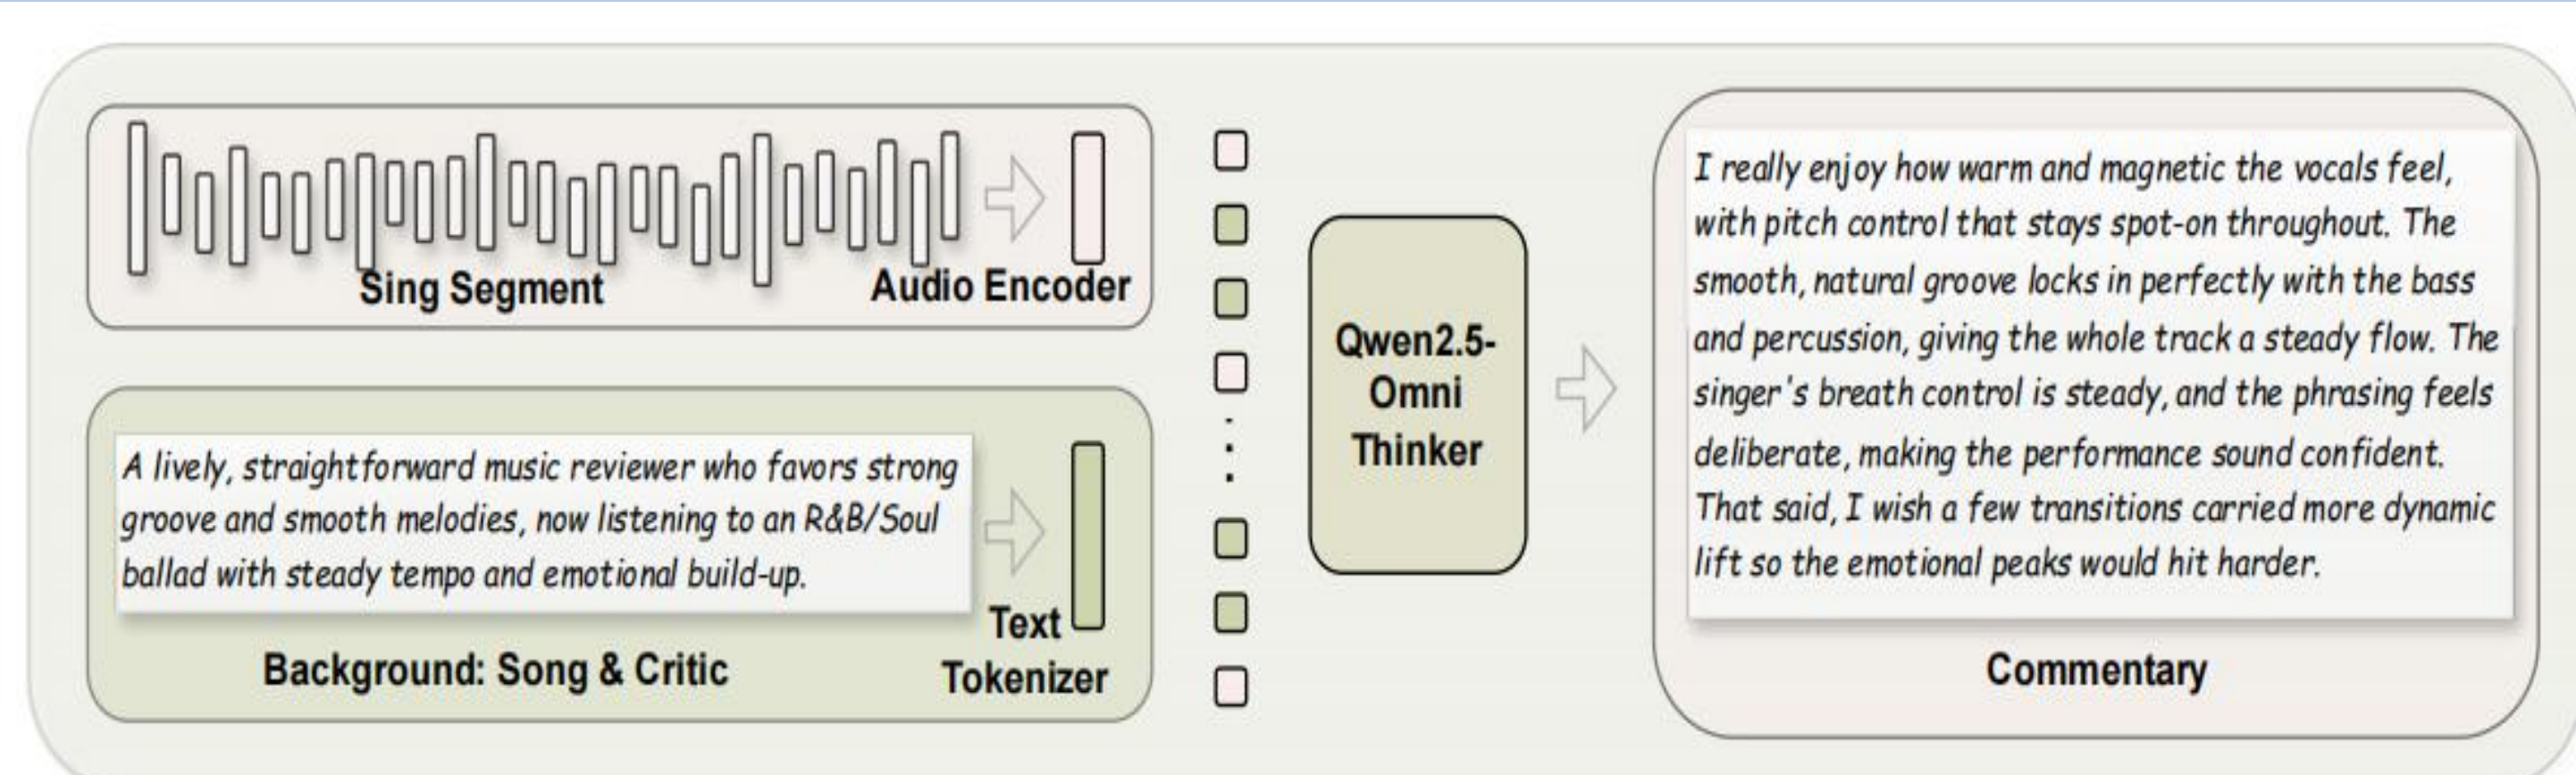 Sing Segment
Audio Encoder
A lively, straightforward music reviewer who favors strong
groove and smooth melodies, now listening to an R&B/Soul
ballad with steady tempo and emotional build-up.
Text
Tokenizer
Background: Song & Critic
Qwen2.5-
Omni
Thinker
I really enjoy how warm and magnetic the vocals feel,
with pitch control that stays spot-on throughout. The
smooth, natural groove locks in perfectly with the bass
and percussion, giving the whole track a steady flow. The
singer's breath control is steady, and the phrasing feels
deliberate, making the performance sound confident.
That said, I wish a few transitions carried more dynamic
lift so the emotional peaks would hit harder.
Commentary